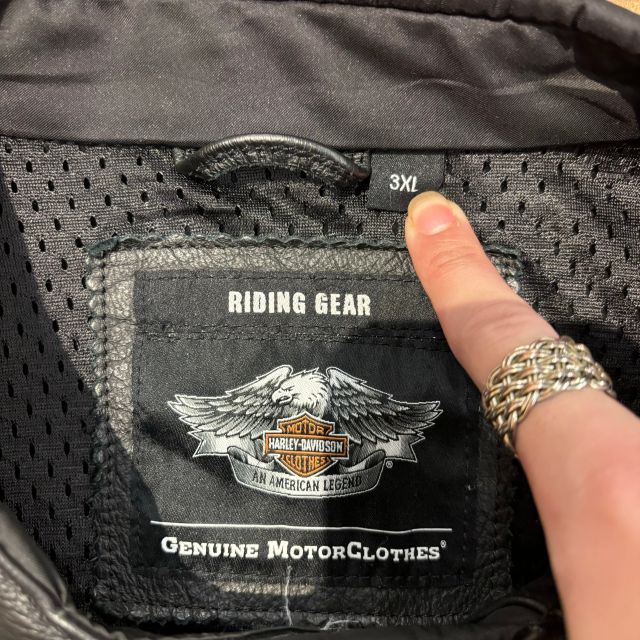 3XL
RIDING GEAR
MOTOR
HARLEY-DAVIDSON
CLOTHES
AN AMERICAN LEGEND
®
GENUINE MOTORCLOTHES®